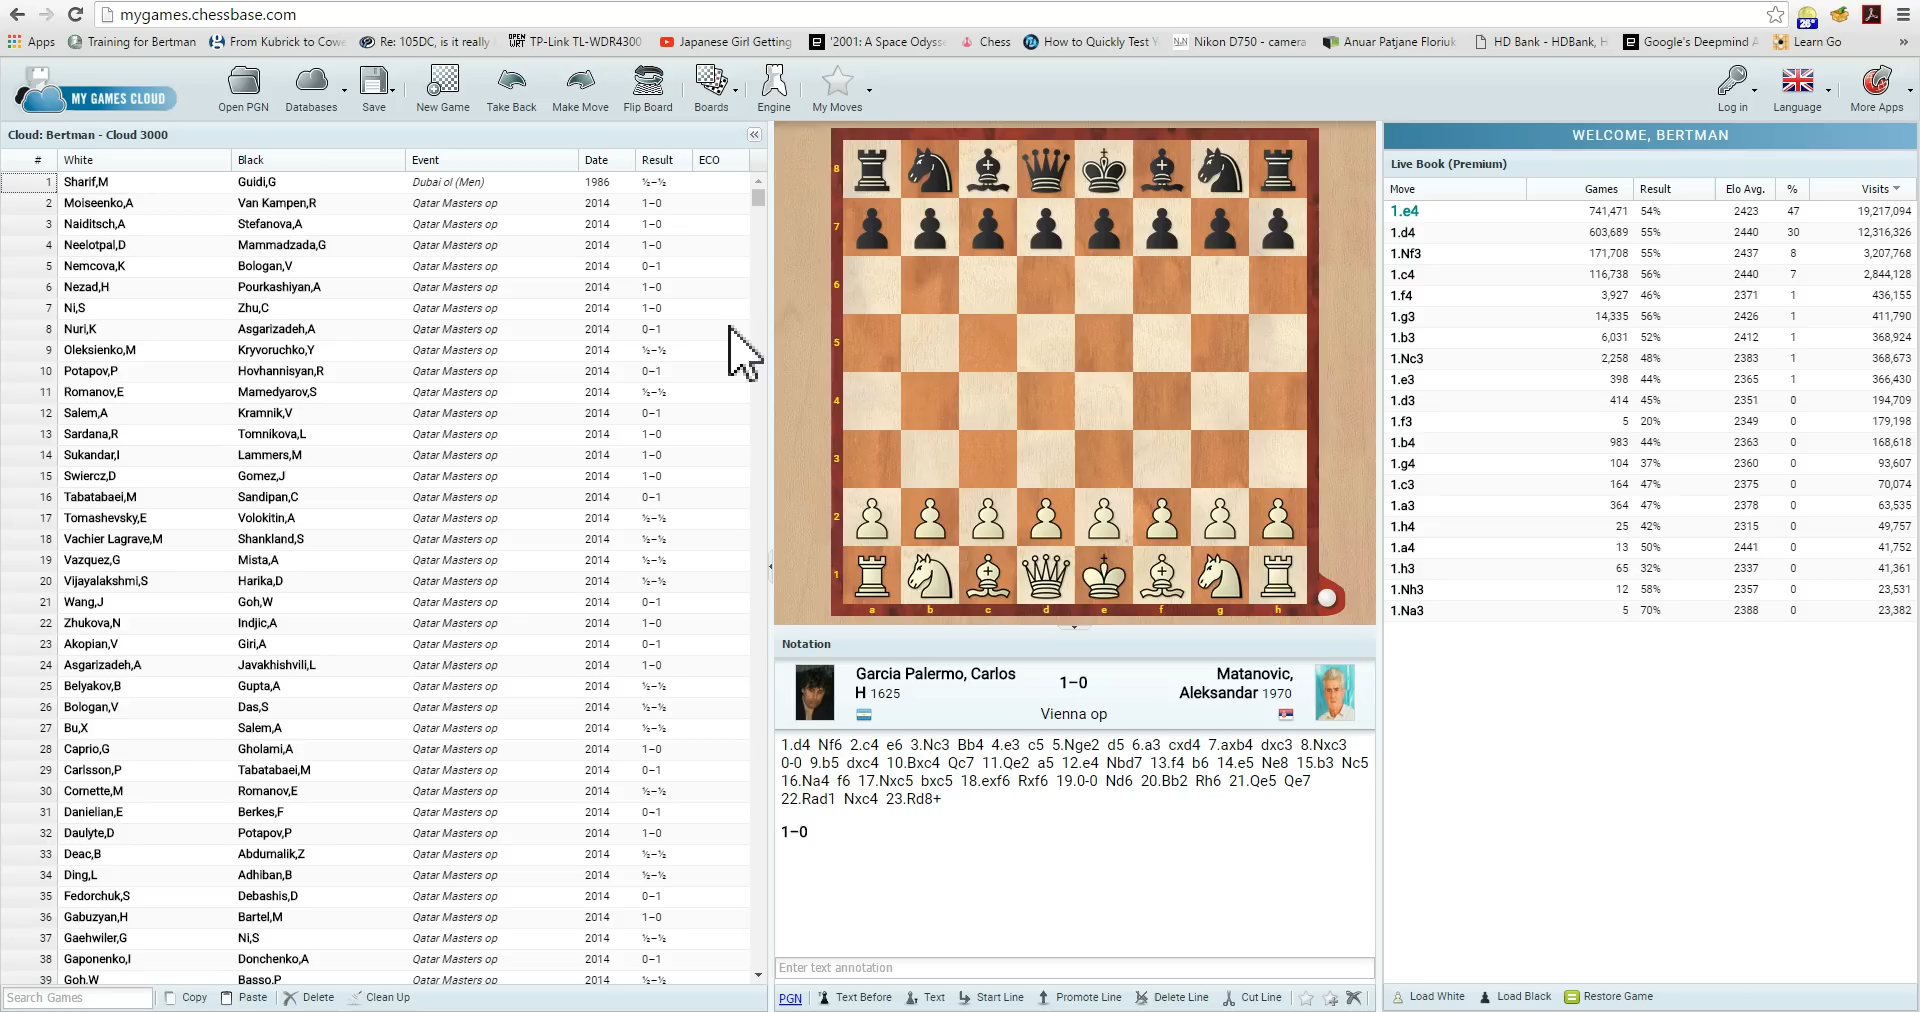 mygames.chessbase.com
26°
Apps Training for Bertman From Kubrick to Cowe Re: 105DC, is it really TP-Link TL-WDR4300 Japanese Girl Getting '2001: A Space Odysse Chess How to Quickly Test Y Nikon D750 - camera Anuar Patjane Floriuk HD Bank - HDBank, H Google's Deepmind A Learn Go »
MY GAMES CLOUD
Open PGN Databases Save New Game Take Back Make Move Flip Board Boards Engine My Moves Log in Language More Apps
Cloud: Bertman - Cloud 3000
# White Black Event Date Result ECO
1 Sharif,M Guidi,G Dubai ol (Men) 1986 ½–½
2 Moiseenko,A Van Kampen,R Qatar Masters op 2014 1-0
3 Naiditsch,A Stefanova,A Qatar Masters op 2014 1-0
4 Neelotpal,D Mammadzada,G Qatar Masters op 2014 1-0
5 Nemcova,K Bologan,V Qatar Masters op 2014 0-1
6 Nezad,H Pourkashiyan,A Qatar Masters op 2014 1-0
7 Ni,S Zhu,C Qatar Masters op 2014 1-0
8 Nuri,K Asgarizadeh,A Qatar Masters op 2014 0-1
9 Oleksienko,M Kryvoruchko,Y Qatar Masters op 2014 ½–½
10 Potapov,P Hovhannisyan,R Qatar Masters op 2014 0-1
11 Romanov,E Mamedyarov,S Qatar Masters op 2014 ½–½
12 Salem,A Kramnik,V Qatar Masters op 2014 0-1
13 Sardana,R Tomnikova,L Qatar Masters op 2014 1-0
14 Sukandar,I Lammers,M Qatar Masters op 2014 1-0
15 Swiercz,D Gomez,J Qatar Masters op 2014 1-0
16 Tabatabaei,M Sandipan,C Qatar Masters op 2014 0-1
17 Tomashevsky,E Volokitin,A Qatar Masters op 2014 ½–½
18 Vachier Lagrave,M Shankland,S Qatar Masters op 2014 ½–½
19 Vazquez,G Mista,A Qatar Masters op 2014 ½–½
20 Vijayalakshmi,S Harika,D Qatar Masters op 2014 ½–½
21 Wang,J Goh,W Qatar Masters op 2014 0-1
22 Zhukova,N Indjic,A Qatar Masters op 2014 1-0
23 Akopian,V Giri,A Qatar Masters op 2014 0-1
24 Asgarizadeh,A Javakhishvili,L Qatar Masters op 2014 1-0
25 Belyakov,B Gupta,A Qatar Masters op 2014 ½–½
26 Bologan,V Das,S Qatar Masters op 2014 ½–½
27 Bu,X Salem,A Qatar Masters op 2014 ½–½
28 Caprio,G Gholami,A Qatar Masters op 2014 1-0
29 Carlsson,P Tabatabaei,M Qatar Masters op 2014 0-1
30 Cornette,M Romanov,E Qatar Masters op 2014 ½–½
31 Danielian,E Berkes,F Qatar Masters op 2014 0-1
32 Daulyte,D Potapov,P Qatar Masters op 2014 1-0
33 Deac,B Abdumalik,Z Qatar Masters op 2014 ½–½
34 Ding,L Adhiban,B Qatar Masters op 2014 ½–½
35 Fedorchuk,S Debashis,D Qatar Masters op 2014 0-1
36 Gabuzyan,H Bartel,M Qatar Masters op 2014 1-0
37 Gaehwiler,G Ni,S Qatar Masters op 2014 ½–½
38 Gaponenko,I Donchenko,A Qatar Masters op 2014 0-1
39 Goh,W Basso,P Qatar Masters op 2014 ½–½
Search Games Copy Paste Delete Clean Up
8
7
6
5
4
3
2
1
a b c d e f g h
Notation
Garcia Palermo, Carlos
H 1625
1–0
Matanovic,
Aleksandar 1970
Vienna op
1.d4 Nf6 2.c4 e6 3.Nc3 Bb4 4.e3 c5 5.Nge2 d5 6.a3 cxd4 7.axb4 dxc3 8.Nxc3
0-0 9.b5 dxc4 10.Bxc4 Qc7 11.Qe2 a5 12.e4 Nbd7 13.f4 b6 14.e5 Ne8 15.b3 Nc5
16.Na4 f6 17.Nxc5 bxc5 18.exf6 Rxf6 19.0-0 Nd6 20.Bb2 Rh6 21.Qe5 Qe7
22.Rad1 Nxc4 23.Rd8+
1–0
Enter text annotation
PGN Text Before Text Start Line Promote Line Delete Line Cut Line
WELCOME, BERTMAN
Live Book (Premium)
Move Games Result Elo Avg. % Visits
1.e4 741,471 54% 2423 47 19,217,094
1.d4 603,689 55% 2440 30 12,316,326
1.Nf3 171,708 55% 2437 8 3,207,768
1.c4 116,738 56% 2440 7 2,844,128
1.f4 3,927 46% 2371 1 436,155
1.g3 14,335 56% 2426 1 411,790
1.b3 6,031 52% 2412 1 368,924
1.Nc3 2,258 48% 2383 1 368,673
1.e3 398 44% 2365 1 366,430
1.d3 414 45% 2351 0 194,709
1.f3 5 20% 2349 0 179,198
1.b4 983 44% 2363 0 168,618
1.g4 104 37% 2360 0 93,607
1.c3 164 47% 2375 0 70,074
1.a3 364 47% 2378 0 63,535
1.h4 25 42% 2315 0 49,757
1.a4 13 50% 2441 0 41,752
1.h3 65 32% 2337 0 41,361
1.Nh3 12 58% 2357 0 23,531
1.Na3 5 70% 2388 0 23,382
Load White Load Black Restore Game